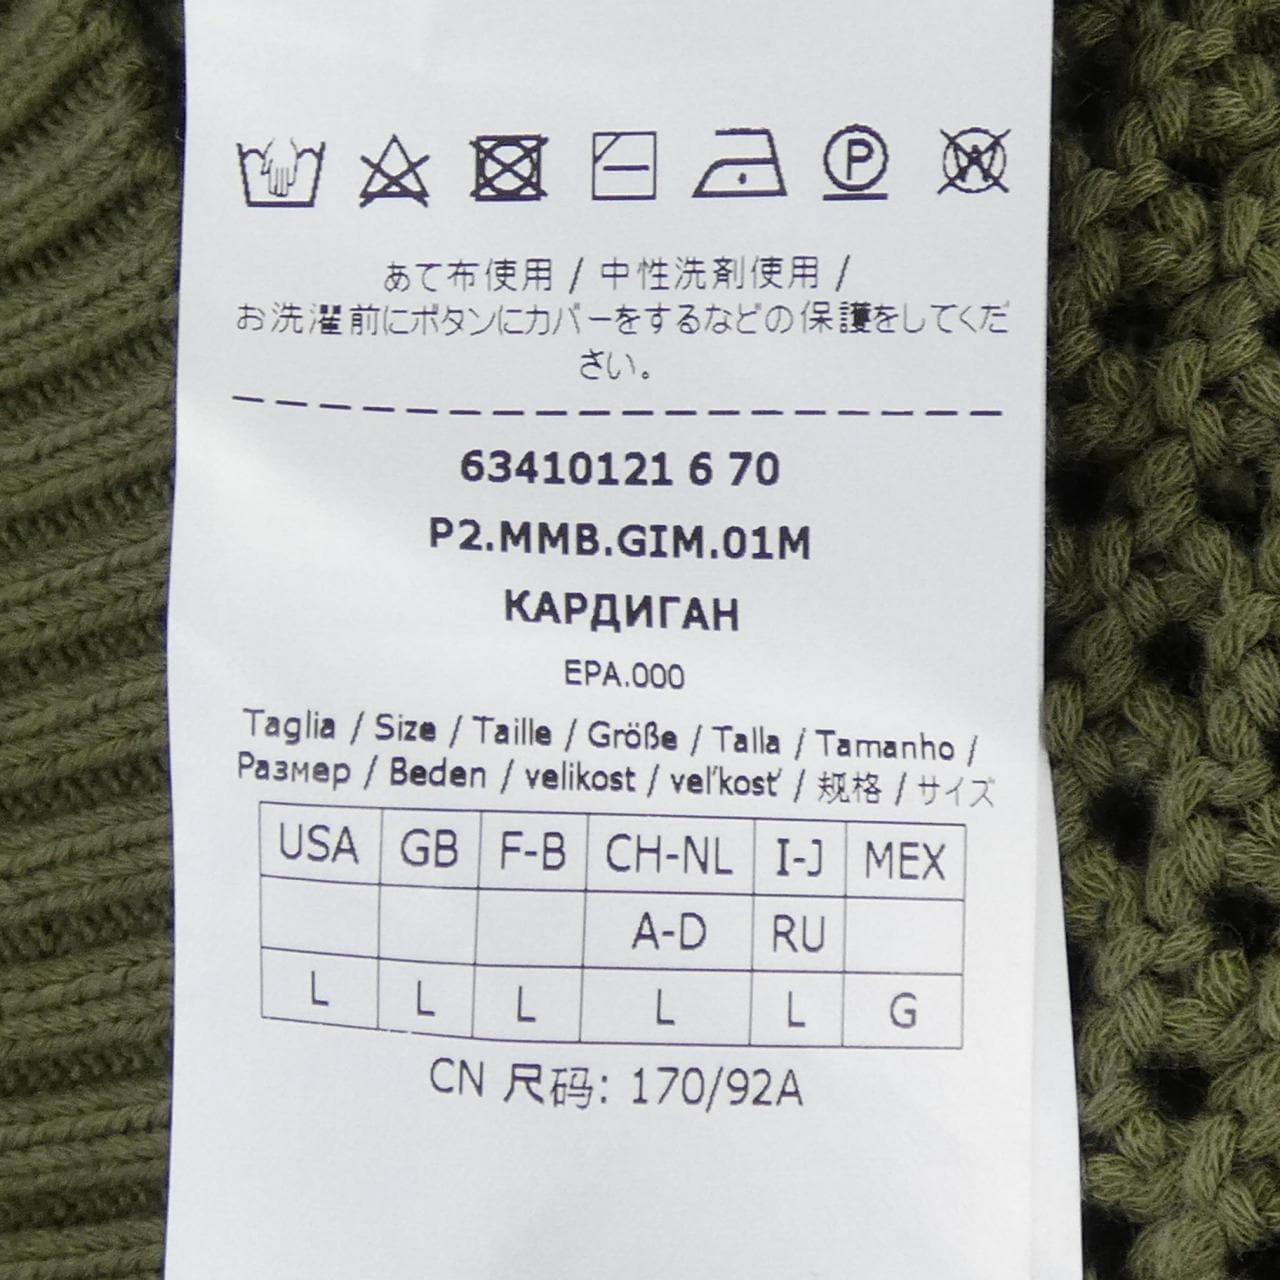 P
W
あて布使用 / 中性洗剤使用 /
お洗濯前にボタンにカバーをするなどの保護をしてくだ
さい。
63410121 6 70
P2.MMB.GIM.01M
КАРДИГАН
EPA.000
Taglia / Size / Taille / Größe / Talla / Tamanho /
Размер / Beden / velikost / veľkosť / 规格 / サイズ
USA GB F-B CH-NL I-J MEX
A-D RU
L L L L L G
CN 尺码: 170/92A